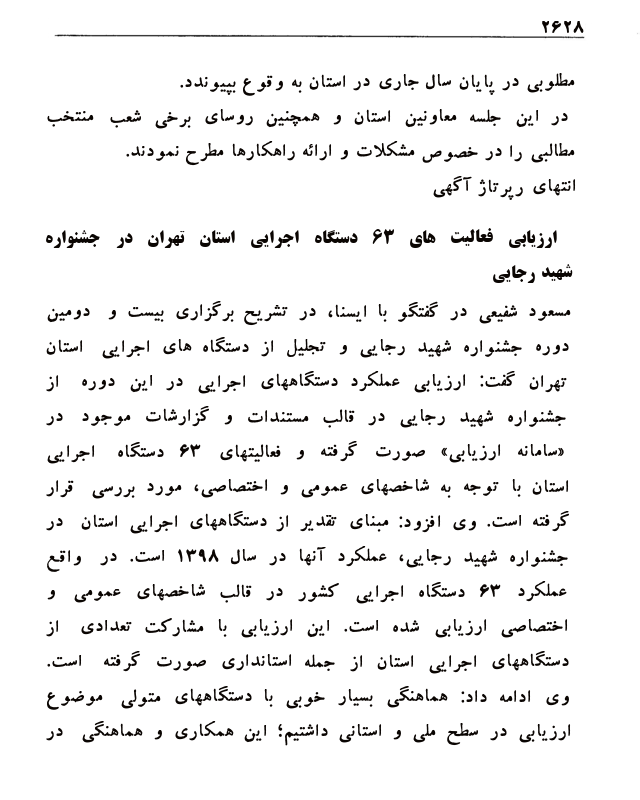 ۲۶۲۸
مطلوبی در پایان سال جاری در استان به وقوع بپیوندد.
در این جلسه معاونین استان و همچنین روسای برخی شعب منتخب
مطالبی را در خصوص مشکلات و ارائه راهکارها مطرح نمودند.
انتهای رپرتاژ آگهی
ارزیابی فعالیت های ۶۳ دستگاه اجرایی استان تهران در جشنواره
شهید رجایی
مسعود شفیعی در گفتگو با ایسنا، در تشریح برگزاری بیست و دومین
دوره جشنواره شهید رجایی و تجلیل از دستگاه های اجرایی استان
تهران گفت: ارزیابی عملکرد دستگاههای اجرایی در این دوره از
جشنواره شهید رجایی در قالب مستندات و گزارشات موجود در
«سامانه ارزیابی» صورت گرفته و فعالیتهای ۶۳ دستگاه اجرایی
استان با توجه به شاخصهای عمومی و اختصاصی، مورد بررسی قرار
گرفته است. وی افزود: مبنای تقدیر از دستگاههای اجرایی استان در
جشنواره شهید رجایی، عملکرد آنها در سال ۱۳۹۸ است. در واقع
عملکرد ۶۳ دستگاه اجرایی کشور در قالب شاخصهای عمومی و
اختصاصی ارزیابی شده است. این ارزیابی با مشارکت تعدادی از
دستگاههای اجرایی استان از جمله استانداری صورت گرفته است.
وی ادامه داد: هماهنگی بسیار خوبی با دستگاههای متولی موضوع
ارزیابی در سطح ملی و استانی داشتیم؛ این همکاری و هماهنگی در